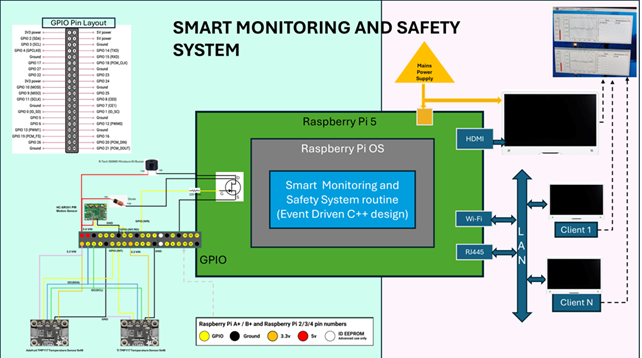 SMART MONITORING AND SAFETY
SYSTEM
GPIO Pin Layout
3V3 power
5V power
GPIO 2 (SDA)
5V power
GPIO 3 (SCL)
Ground
GPIO 4 (GPCLK0)
GPIO 14 (TXD)
Ground
GPIO 15 (RXD)
GPIO 17
GPIO 18 (PCM_CLK)
GPIO 27
Ground
GPIO 22
GPIO 23
3V3 power
GPIO 24
GPIO 10 (MOSI)
Ground
GPIO 9 (MISO)
GPIO 25
GPIO 11 (SCLK)
GPIO 8 (CE0)
Ground
GPIO 7 (CE1)
GPIO 0 (ID_SD)
GPIO 1 (ID_SC)
GPIO 5
Ground
GPIO 6
GPIO 12 (PWM0)
GPIO 13 (PWM1)
Ground
GPIO 19 (PCM_FS)
GPIO 16
GPIO 26
GPIO 20 (PCM_DIN)
Ground
GPIO 21 (PCM_DOUT)
Mains
Power
Supply
Raspberry Pi 5
Raspberry Pi OS
Smart Monitoring and
Safety System routine
(Event Driven C++ design)
HDMI
Wi-Fi
RJ445
LAN
Client 1
Client N
HC-SR501 PIR
Motion Sensor
GPIO
Raspberry Pi A+ / B+ and Raspberry Pi 2/3/4 pin numbers
GPIO
Ground
3.3v
5v
ID EEPROM
Advanced use only